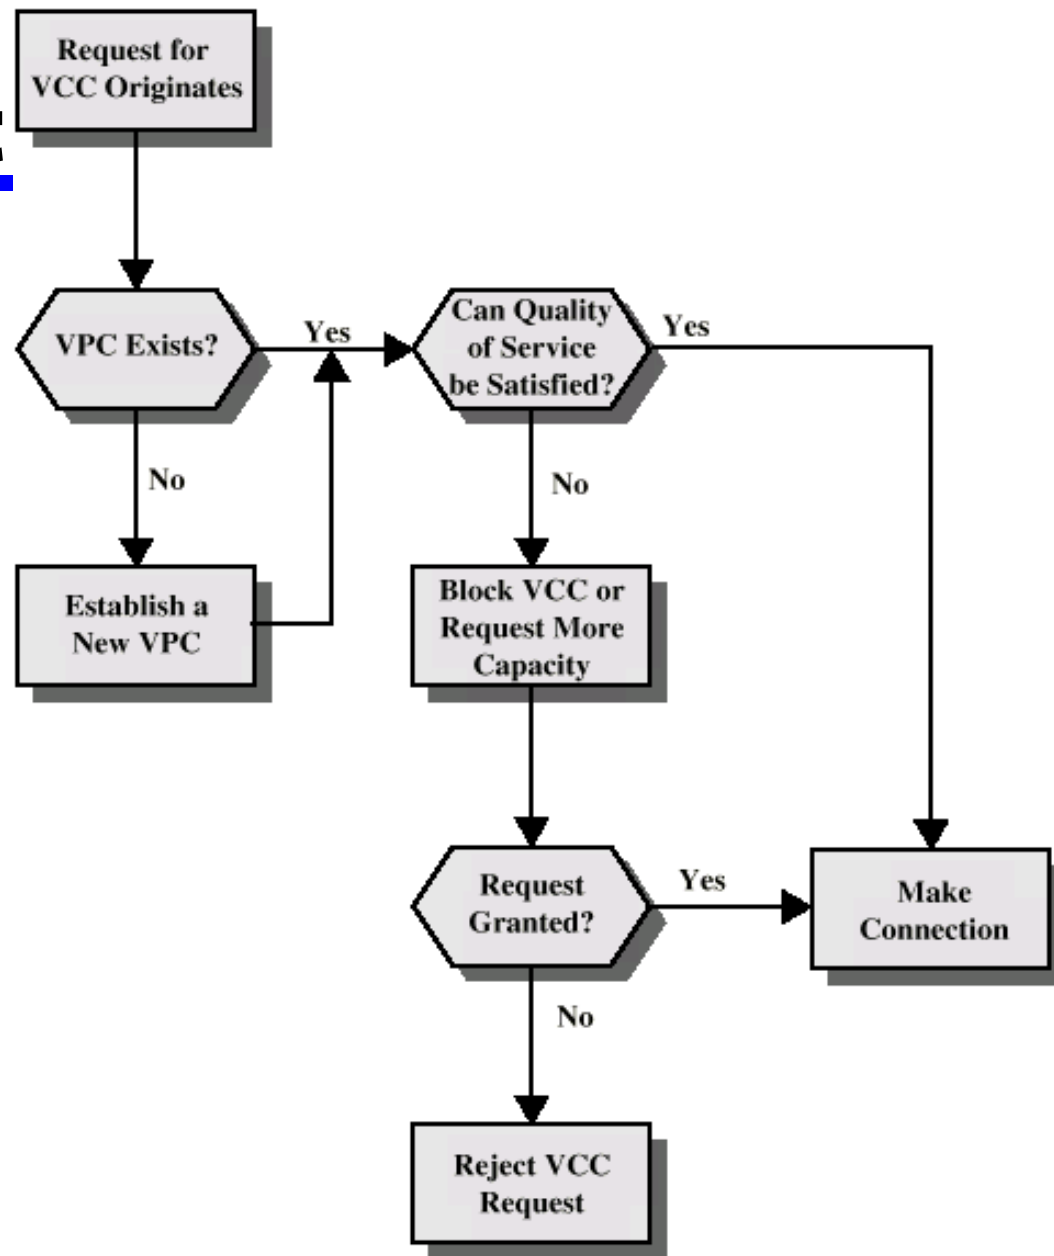 Request for
VCC Originates
VPC Exists?
Yes
Can Quality
of Service
be Satisfied?
Yes
No
No
Establish a
New VPC
Block VCC or
Request More
Capacity
Request
Granted?
Yes
Make
Connection
No
Reject VCC
Request